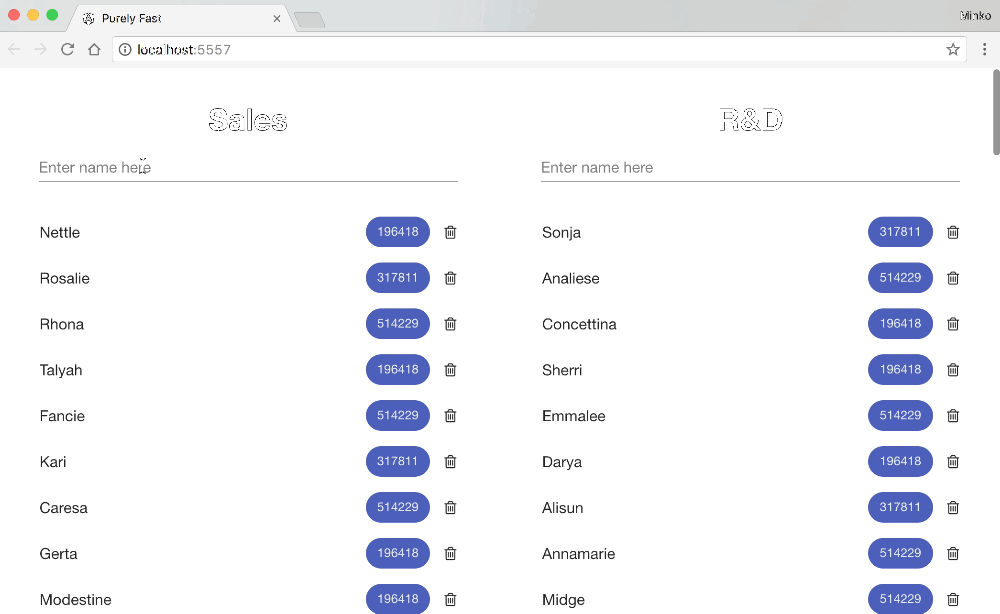 Purely Fast
Minko
localhost:5557
Sales
R&D
Enter name here
Enter name here
Nettle 196418
Sonja 317811
Rosalie 317811
Analiese 514229
Rhona 514229
Concettina 196418
Talyah 196418
Sherri 196418
Fancie 514229
Emmalee 514229
Kari 317811
Darya 196418
Caresa 514229
Alisun 317811
Gerta 196418
Annamarie 514229
Modestine 196418
Midge 514229